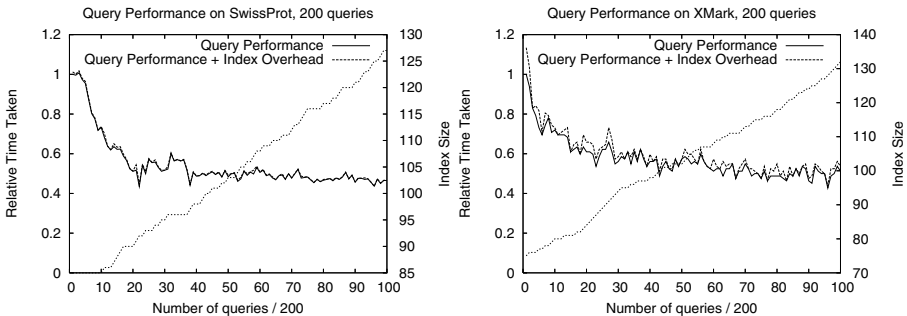 Query Performance on SwissProt, 200 queries
Query Performance
Query Performance + Index Overhead
Relative Time Taken
1.2
1
0.8
0.6
0.4
0.2
0
130
125
120
115
110
105
100
95
90
85
Index Size
0 10 20 30 40 50 60 70 80 90 100
Number of queries / 200
Query Performance on XMark, 200 queries
Query Performance
Query Performance + Index Overhead
Relative Time Taken
1.2
1
0.8
0.6
0.4
0.2
0
140
130
120
110
100
90
80
70
Index Size
0 10 20 30 40 50 60 70 80 90 100
Number of queries / 200